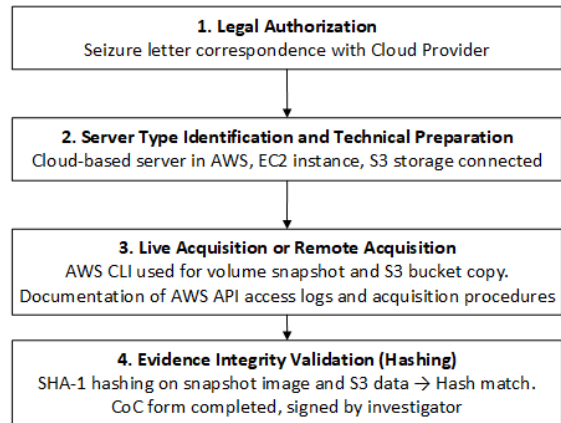 1. Legal Authorization
Seizure letter correspondence with Cloud Provider
2. Server Type Identification and Technical Preparation
Cloud-based server in AWS, EC2 instance, S3 storage connected
3. Live Acquisition or Remote Acquisition
AWS CLI used for volume snapshot and S3 bucket copy.
Documentation of AWS API access logs and acquisition procedures
4. Evidence Integrity Validation (Hashing)
SHA-1 hashing on snapshot image and S3 data → Hash match.
CoC form completed, signed by investigator